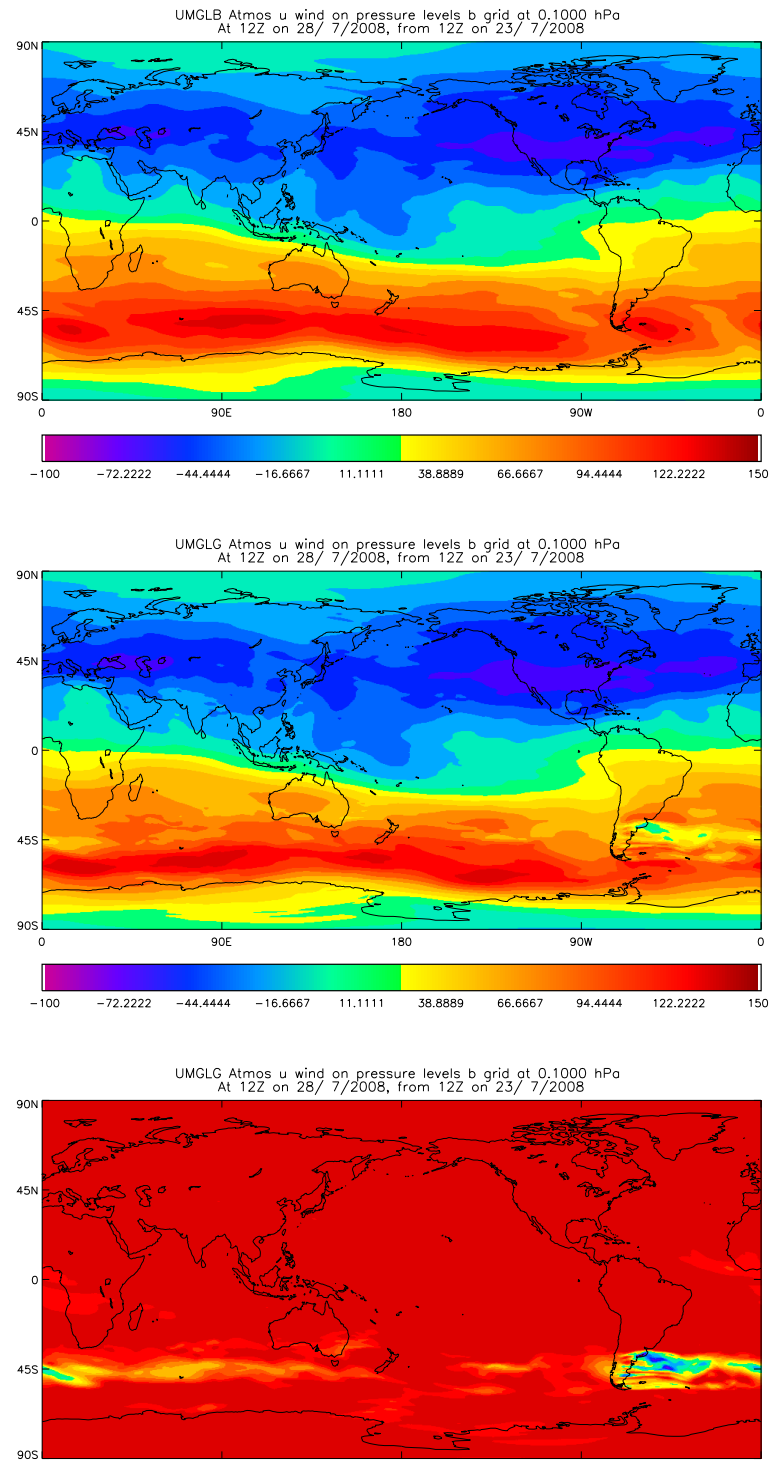 UMGLB Atmos u wind on pressure levels b grid at 0.1000 hPa
At 12Z on 28/ 7/2008, from 12Z on 23/ 7/2008
90N
45N
0
45S
90S
0 90E 180 90W 0
-100 -72.2222 -44.4444 -16.6667 11.1111 38.8889 66.6667 94.4444 122.2222 150
UMGLG Atmos u wind on pressure levels b grid at 0.1000 hPa
At 12Z on 28/ 7/2008, from 12Z on 23/ 7/2008
90N
45N
0
45S
90S
0 90E 180 90W 0
-100 -72.2222 -44.4444 -16.6667 11.1111 38.8889 66.6667 94.4444 122.2222 150
UMGLG Atmos u wind on pressure levels b grid at 0.1000 hPa
At 12Z on 28/ 7/2008, from 12Z on 23/ 7/2008
90N
45N
0
45S
90S